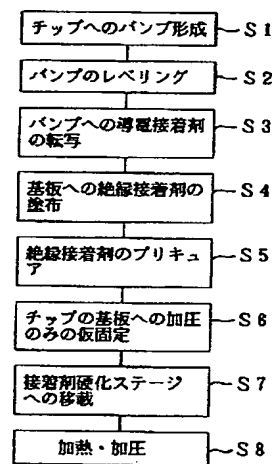 チップへのバンプ形成
S1
バンプのレベリング
S2
バンプへの導電接着剤
の転写
S3
基板への絶縁接着剤の
塗布
S4
絶縁接着剤のプリキュ
ア
S5
チップの基板への加圧
のみの仮固定
S6
接着剤硬化ステージ
への移載
S7
加熱・加圧
S8